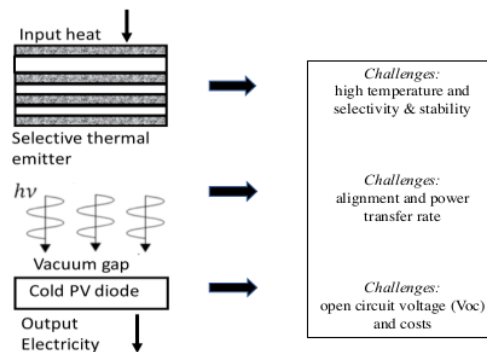 Input heat
Selective thermal
emitter
hν
Vacuum gap
Cold PV diode
Output
Electricity
Challenges:
high temperature and
selectivity & stability
Challenges:
alignment and power
transfer rate
Challenges:
open circuit voltage (Voc)
and costs